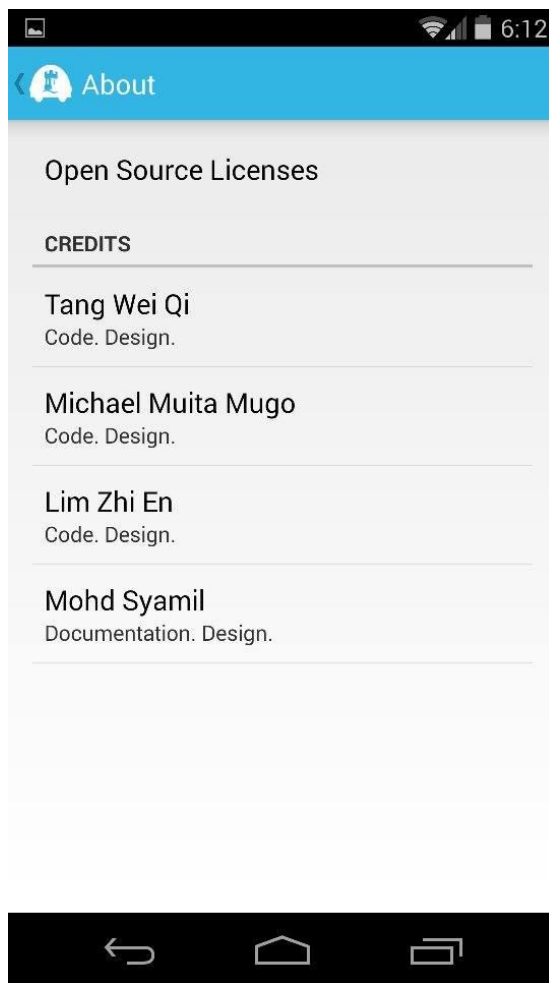 6:12
About
Open Source Licenses
CREDITS
Tang Wei Qi
Code. Design.
Michael Muita Mugo
Code. Design.
Lim Zhi En
Code. Design.
Mohd Syamil
Documentation. Design.